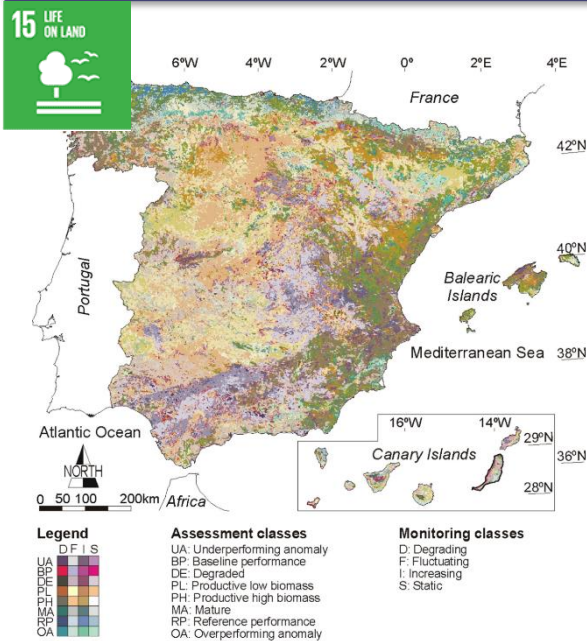 15 LIFE
ON LAND
6ºW 4ºW 2ºW 0º 2ºE 4ºE
France
42ºN
40ºN
Portugal
Balearic
Islands
Mediterranean Sea
38ºN
Atlantic Ocean
16ºW 14ºW
Canary Islands
29ºN
28ºN
36ºN
NORTH
0 50 100 200km
Africa
Legend
D F I S
UA
BP
DE
PL
PH
MA
RP
OA
Assessment classes
UA: Underperforming anomaly
BP: Baseline performance
DE: Degraded
PL: Productive low biomass
PH: Productive high biomass
MA: Mature
RP: Reference performance
OA: Overperforming anomaly
Monitoring classes
D: Degrading
F: Fluctuating
I: Increasing
S: Static